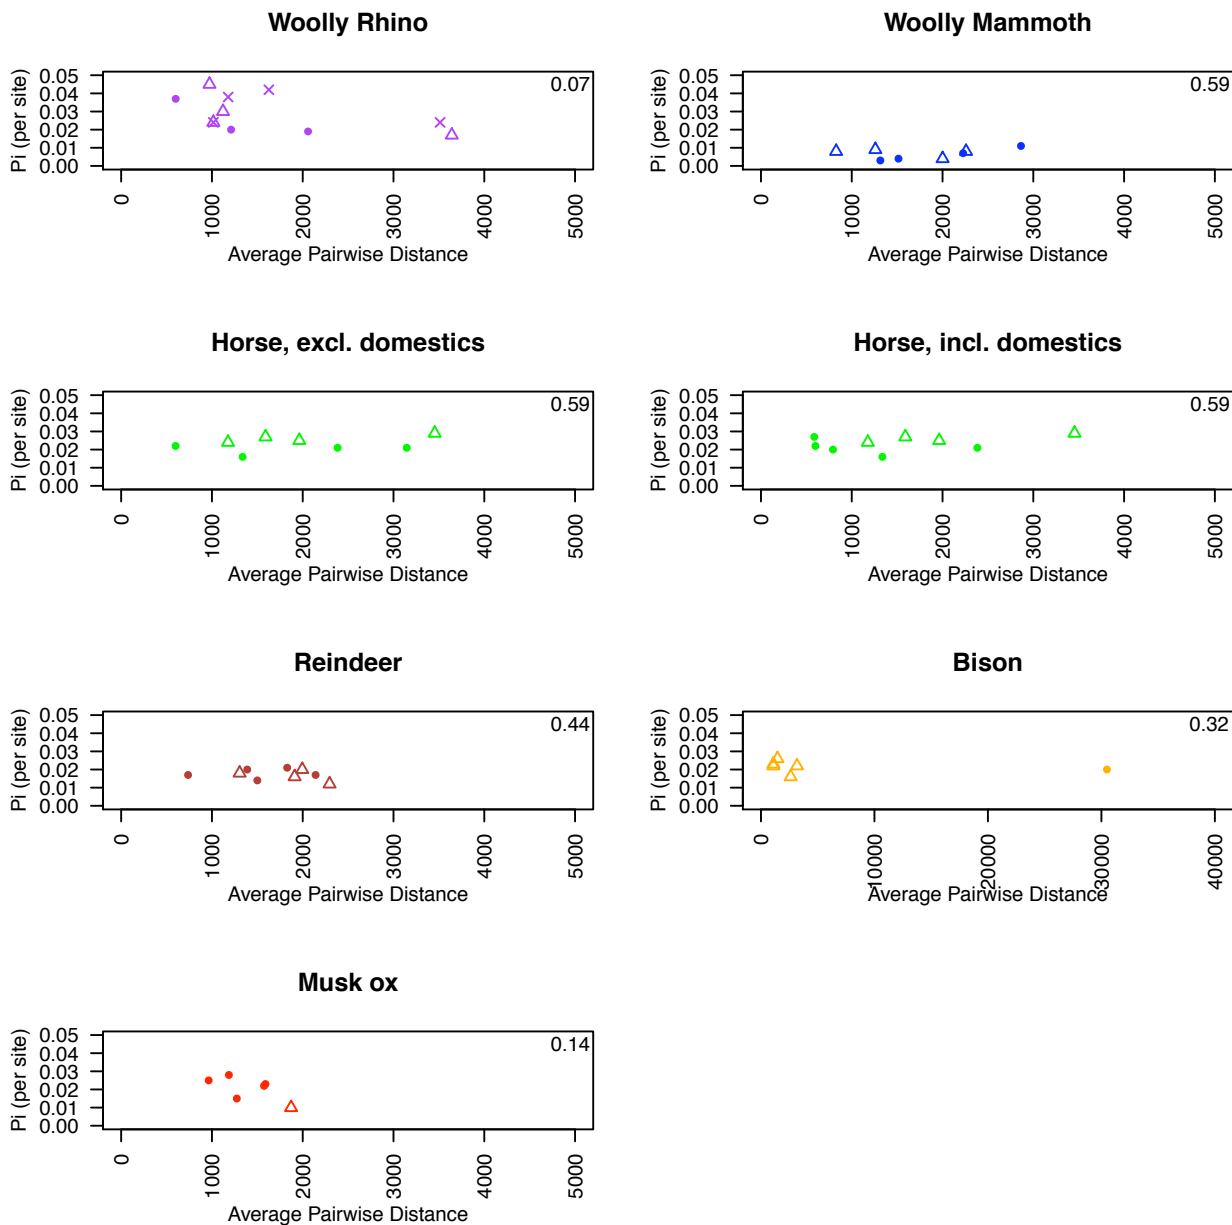 Woolly Rhino
Pi (per site)
0.05
0.04
0.03
0.02
0.01
0.00
0.07
0 1000 2000 3000 4000 5000
Average Pairwise Distance
Woolly Mammoth
Pi (per site)
0.05
0.04
0.03
0.02
0.01
0.00
0.59
0 1000 2000 3000 4000 5000
Average Pairwise Distance
Horse, excl. domestics
Pi (per site)
0.05
0.04
0.03
0.02
0.01
0.00
0.59
0 1000 2000 3000 4000 5000
Average Pairwise Distance
Horse, incl. domestics
Pi (per site)
0.05
0.04
0.03
0.02
0.01
0.00
0.59
0 1000 2000 3000 4000 5000
Average Pairwise Distance
Reindeer
Pi (per site)
0.05
0.04
0.03
0.02
0.01
0.00
0.44
0 1000 2000 3000 4000 5000
Average Pairwise Distance
Bison
Pi (per site)
0.05
0.04
0.03
0.02
0.01
0.00
0.32
0 10000 20000 30000 40000
Average Pairwise Distance
Musk ox
Pi (per site)
0.05
0.04
0.03
0.02
0.01
0.00
0.14
0 1000 2000 3000 4000 5000
Average Pairwise Distance